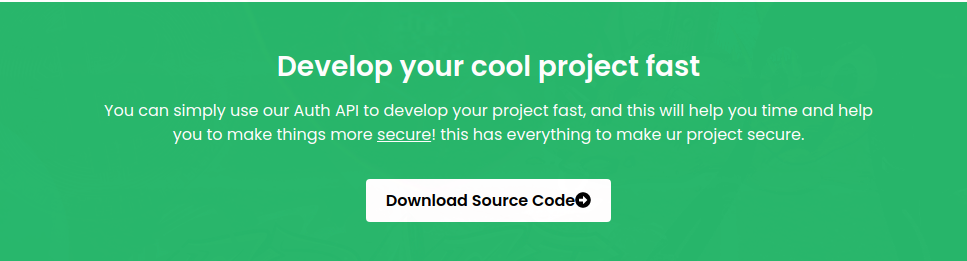 Develop your cool project fast
You can simply use our Auth API to develop your project fast, and this will help you time and help
you to make things more secure! this has everything to make ur project secure.
Download Source Code